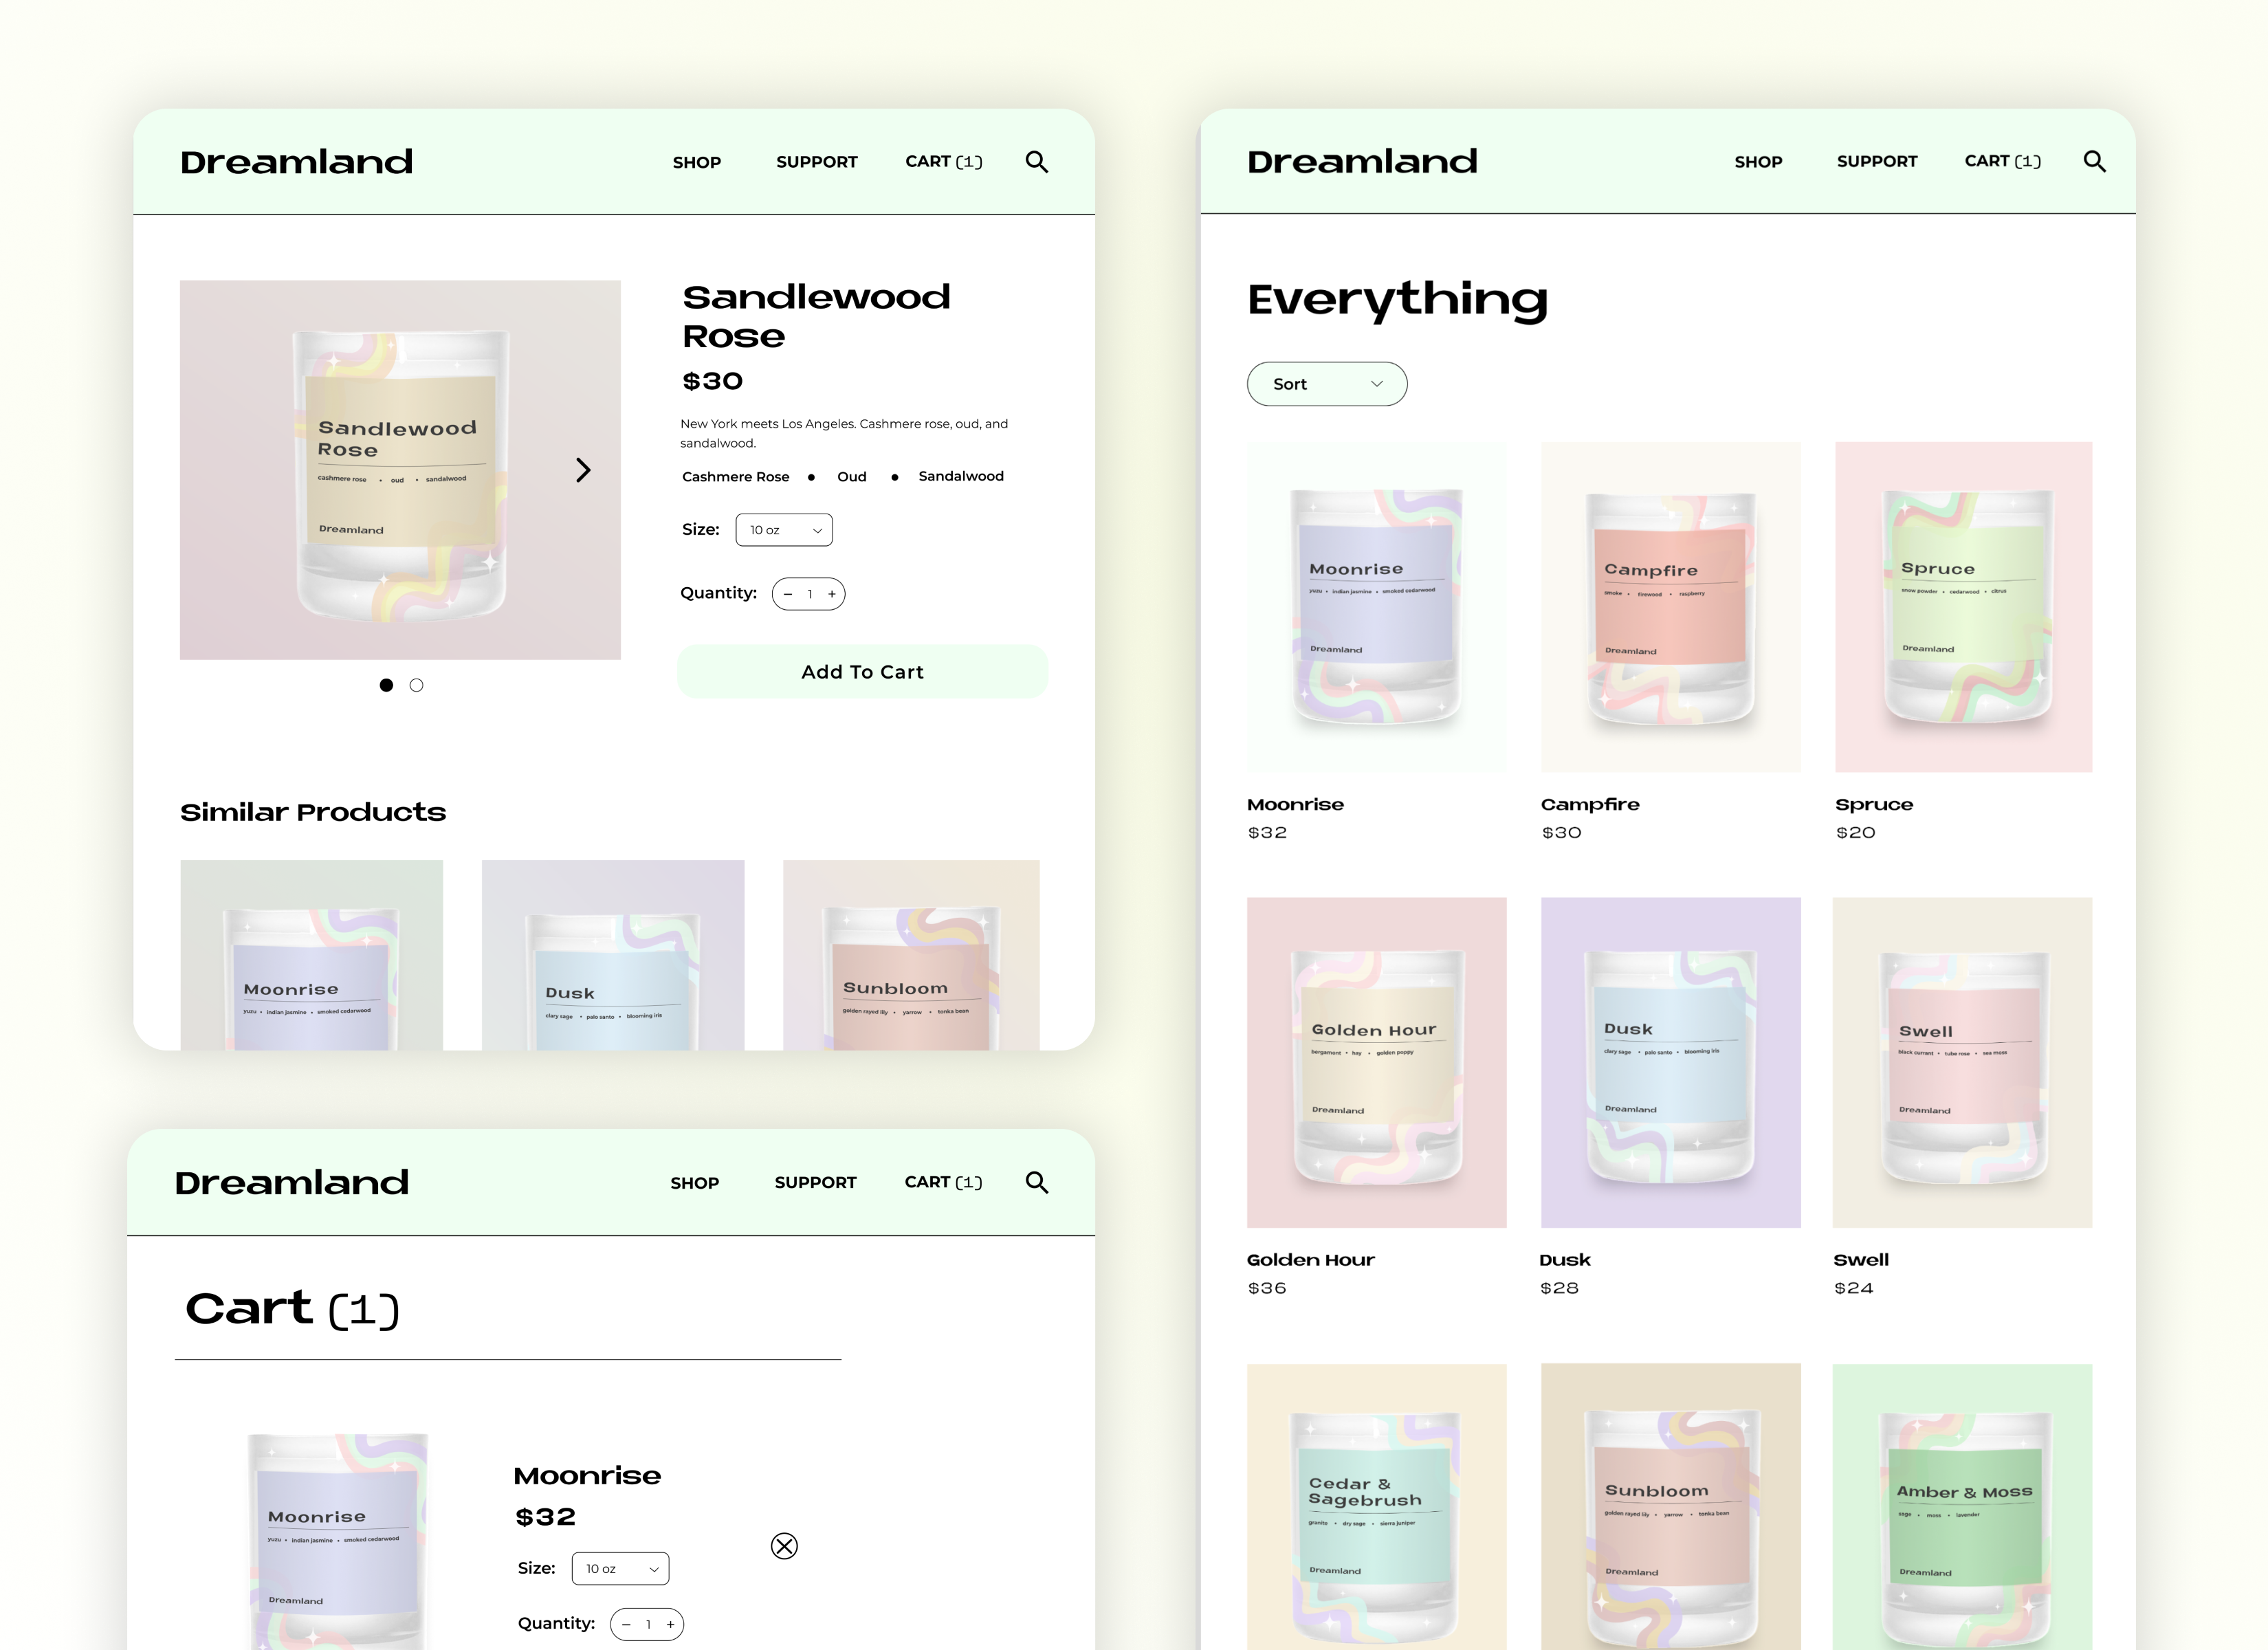 Dreamland
SHOP
SUPPORT
CART (1)
Sandlewood
Rose
cashmere rose • oud • sandalwood
Dreamland
Sandlewood
Rose
$30
New York meets Los Angeles. Cashmere rose, oud, and
sandalwood.
Cashmere Rose ● Oud ● Sandalwood
Size: 10 oz
Quantity: − 1 +
Add To Cart
Similar Products
Moonrise
yuzu • indian jasmine • smoked cedarwood
Dusk
clary sage • palo santo • blooming iris
Sunbloom
golden rayed lily • yarrow • tonka bean
Dreamland
SHOP
SUPPORT
CART (1)
Cart (1)
Moonrise
yuzu • indian jasmine • smoked cedarwood
Dreamland
Moonrise
$32
Size: 10 oz
Quantity: − 1 +
Dreamland
SHOP
SUPPORT
CART (1)
Everything
Sort
Moonrise
yuzu • indian jasmine • smoked cedarwood
Dreamland
Moonrise
$32
Campfire
smoke • firewood • raspberry
Dreamland
Campfire
$30
Spruce
snow powder • cedarwood • citrus
Dreamland
Spruce
$20
Golden Hour
bergamont • hay • golden poppy
Dreamland
Golden Hour
$36
Dusk
clary sage • palo santo • blooming iris
Dreamland
Dusk
$28
Swell
black currant • tube rose • sea moss
Dreamland
Swell
$24
Cedar &
Sagebrush
granite • dry sage • sierra juniper
Dreamland
Sunbloom
golden rayed lily • yarrow • tonka bean
Dreamland
Amber & Moss
sage • moss • lavender
Dreamland